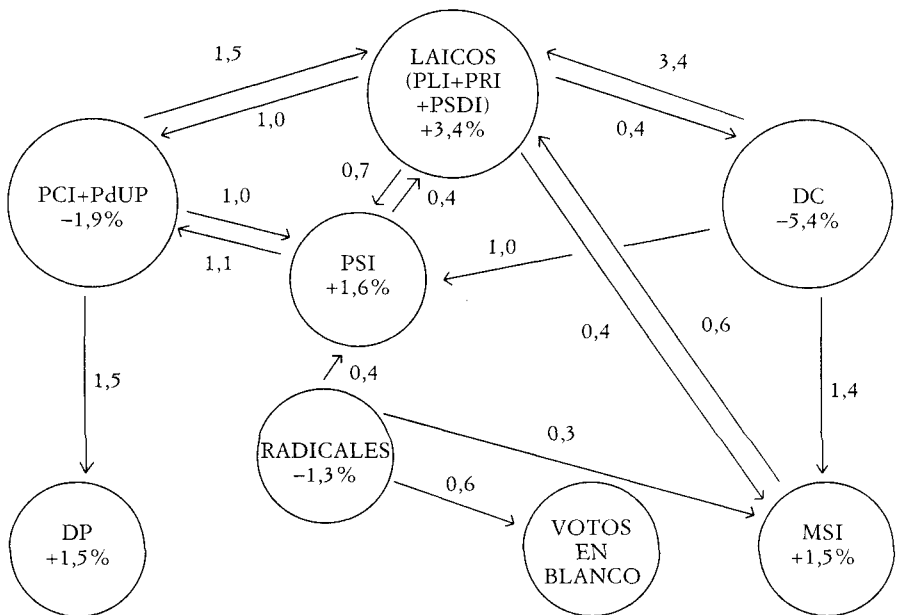 1,5
LAICOS
(PLI+PRI
+PSDI)
+3,4%
3,4
1,0
0,4
PCI+PdUP
−1,9%
0,7
0,4
DC
−5,4%
1,0
1,1
PSI
+1,6%
1,0
0,4
0,6
1,5
0,4
1,4
RADICALES
−1,3%
0,3
0,6
DP
+1,5%
VOTOS
EN
BLANCO
MSI
+1,5%